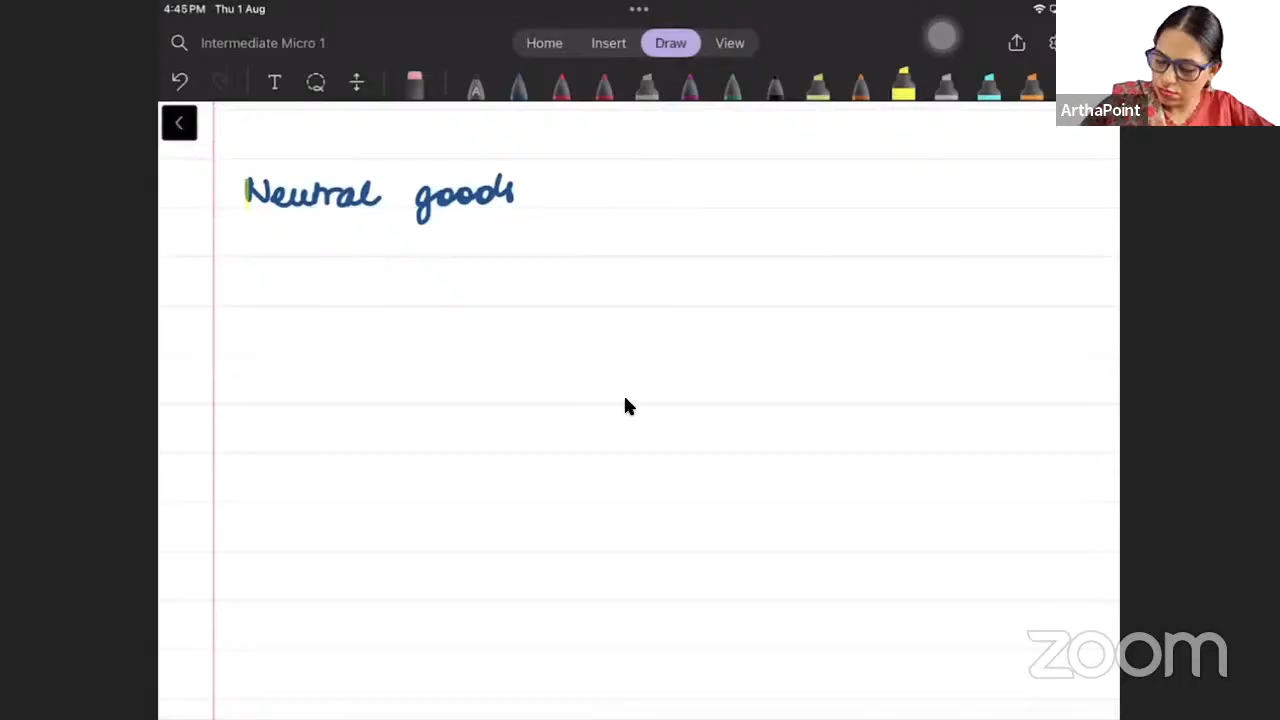 4:45 PM Thu 1 Aug
Intermediate Micro 1
Home Insert Draw View
T
A
ArthaPoint
Neutral goods
zoom